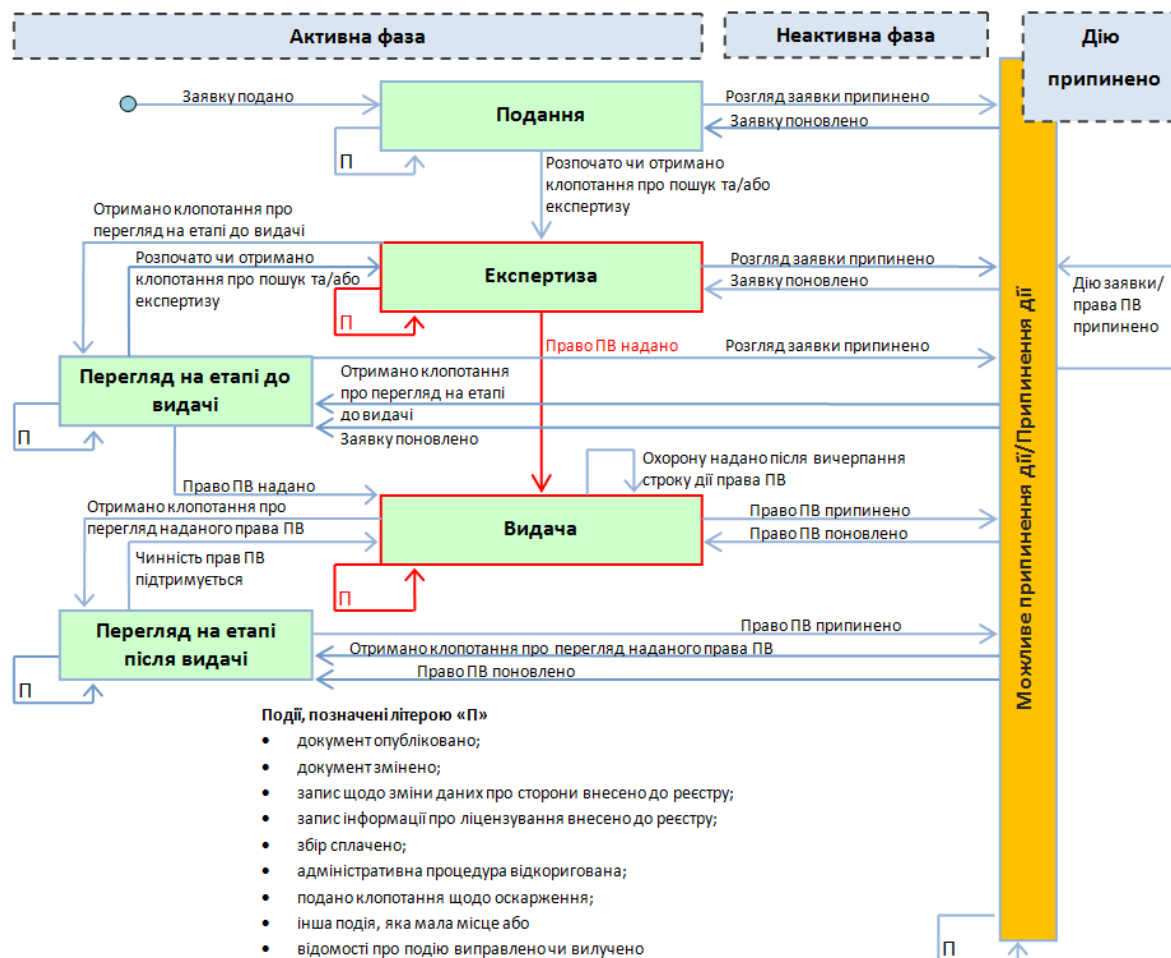 Активна фаза
Неактивна фаза
Дію
припинено
Заявку подано
Подання
Розгляд заявки припинено
Заявку поновлено
П
Розпочато чи отримано
клопотання про пошук та/або
експертизу
Отримано клопотання про
перегляд на етапі до видачі
Розпочато чи отримано
клопотання про пошук та/або
експертизу
Експертиза
Розгляд заявки припинено
Заявку поновлено
П
Дію заявки/
права ПВ
припинено
Право ПВ надано
Розгляд заявки припинено
Перегляд на етапі до
видачі
Отримано клопотання
про перегляд на етапі
до видачі
Заявку поновлено
П
Можливе припинення дії/Припинення дії
Охорону надано після вичерпання
строку дії права ПВ
Право ПВ надано
Отримано клопотання про
перегляд наданого права ПВ
Видача
Право ПВ припинено
Право ПВ поновлено
Чинність прав ПВ
підтримується
П
Перегляд на етапі
після видачі
Право ПВ припинено
Отримано клопотання про перегляд наданого права ПВ
Право ПВ поновлено
П
Події, позначені літерою «П»
• документ опубліковано;
• документ змінено;
• запис щодо зміни даних про сторони внесено до реєстру;
• запис інформації про ліцензування внесено до реєстру;
• збір сплачено;
• адміністративна процедура відкоригована;
• подано клопотання щодо оскарження;
• інша подія, яка мала місце або
• відомості про подію виправлено чи вилучено
П